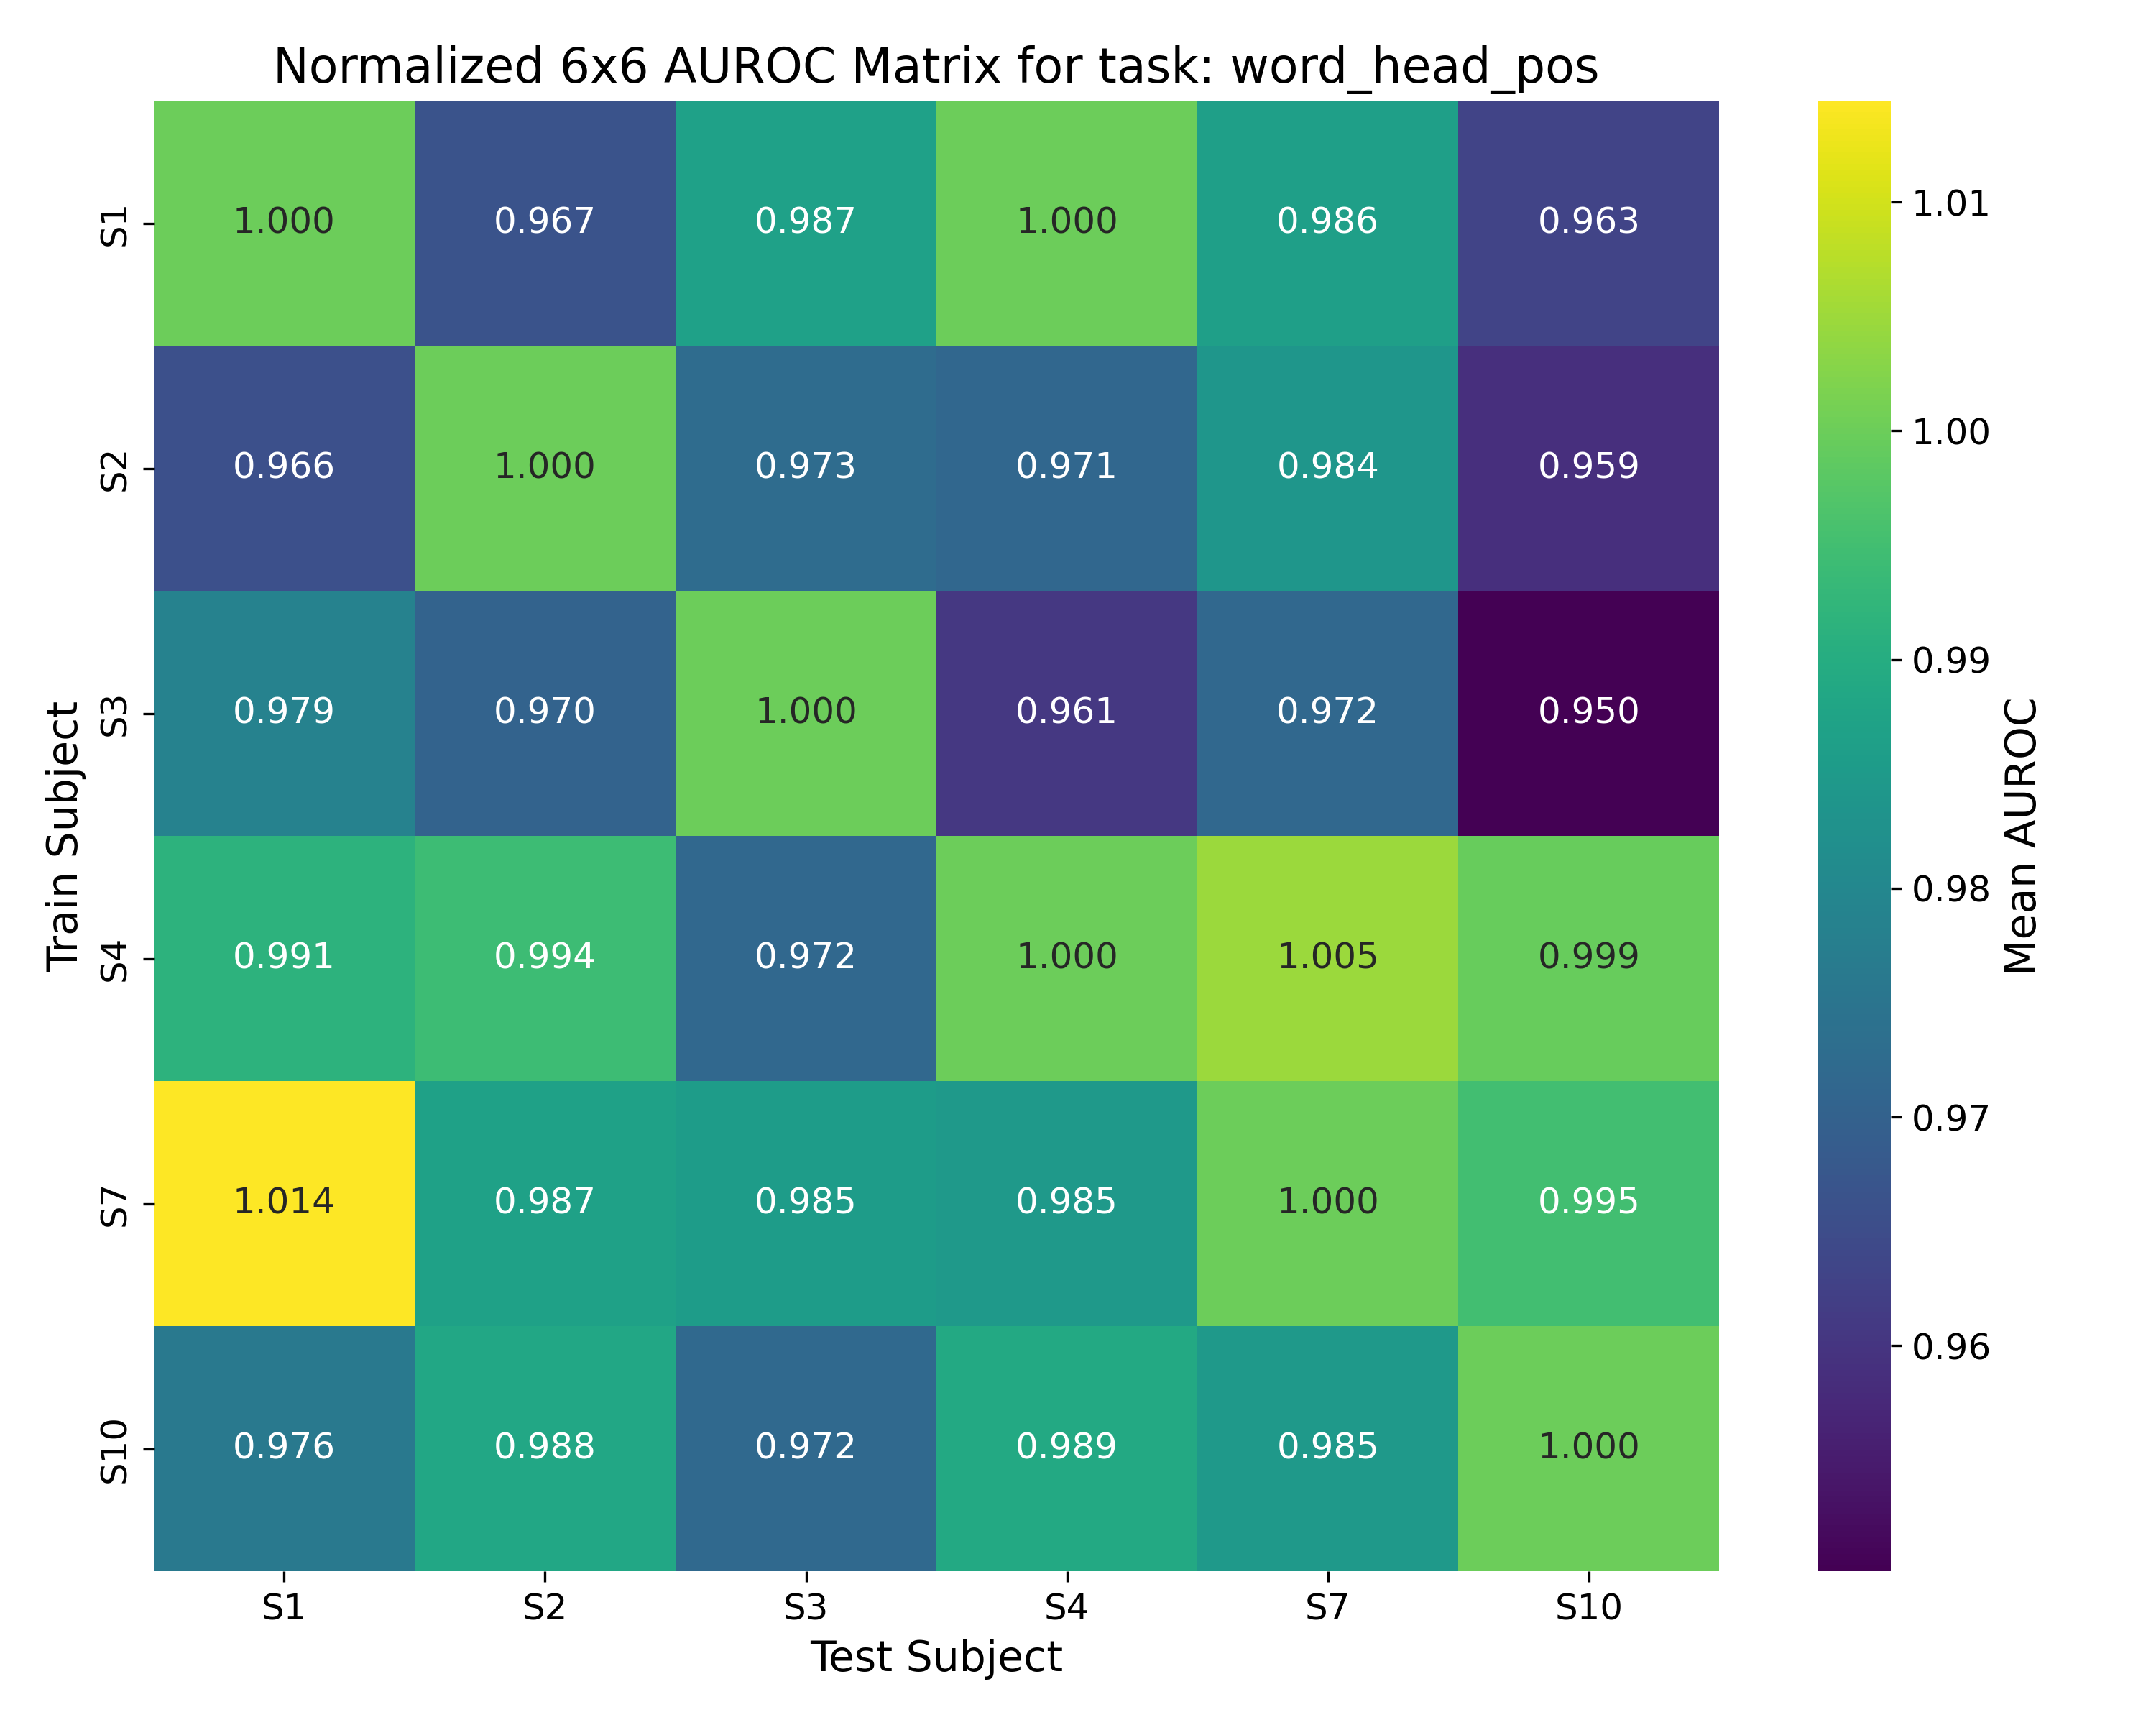 Normalized 6x6 AUROC Matrix for task: word_head_pos
Train Subject
S1 1.000 0.967 0.987 1.000 0.986 0.963
S2 0.966 1.000 0.973 0.971 0.984 0.959
S3 0.979 0.970 1.000 0.961 0.972 0.950
S4 0.991 0.994 0.972 1.000 1.005 0.999
S7 1.014 0.987 0.985 0.985 1.000 0.995
S10 0.976 0.988 0.972 0.989 0.985 1.000
S1 S2 S3 S4 S7 S10
Test Subject
1.01
1.00
0.99
0.98
0.97
0.96
Mean AUROC